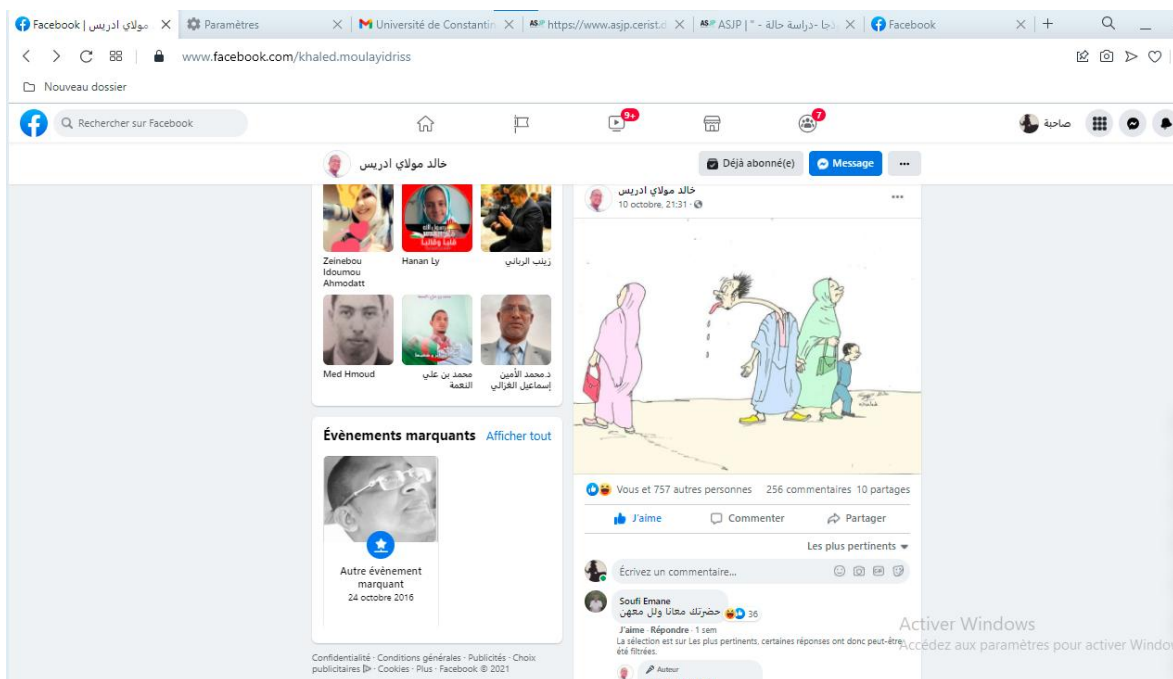 مولاي ادريس | Facebook
Paramètres
Université de Constantin
https://www.asjp.cerist.d
ASJP | " - ذجا -دراسة حالة
Facebook
www.facebook.com/khaled.moulayidriss
Nouveau dossier
Rechercher sur Facebook
9+
7
صاحبة
خالد مولاي ادريس
Déjà abonné(e)
Message
Zeinebou
Idoumou
Ahmodatt
قلبا وقالبا
Hanan Ly
زينب الرباني
Med Hmoud
محمد بن علي
النعمة
د.محمد الأمين
إسماعيل الغزالي
Évènements marquants Afficher tout
Autre évènement
marquant
24 octobre 2016
Confidentialité · Conditions générales · Publicités · Choix
publicitaires · Cookies · Plus · Facebook © 2021
خالد مولاي ادريس
10 octobre, 21:31 ·
Vous et 757 autres personnes 256 commentaires 10 partages
J'aime Commenter Partager
Les plus pertinents
Écrivez un commentaire...
GIF
Soufi Emane
حضرتك معانا ولل معهن
36
J'aime · Répondre · 1 sem
La sélection est sur Les plus pertinents, certaines réponses ont donc peut-être
été filtrées.
Auteur
Activer Windows
Accédez aux paramètres pour activer Windo